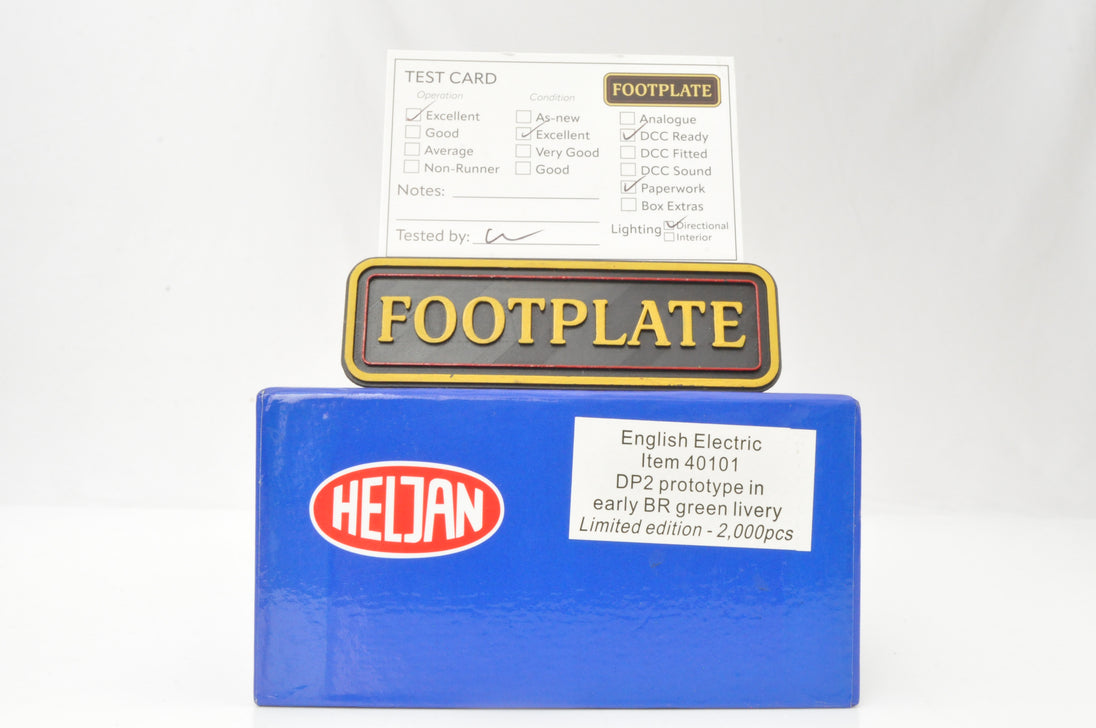 TEST CARD
FOOTPLATE
Operation
Excellent
Good
Average
Non-Runner
Condition
As-new
Excellent
Very Good
Good
Analogue
DCC Ready
DCC Fitted
DCC Sound
Paperwork
Box Extras
Notes:
Lighting
Directional
Interior
Tested by:
FOOTPLATE
HELJAN
English Electric
Item 40101
DP2 prototype in
early BR green livery
Limited edition - 2,000pcs